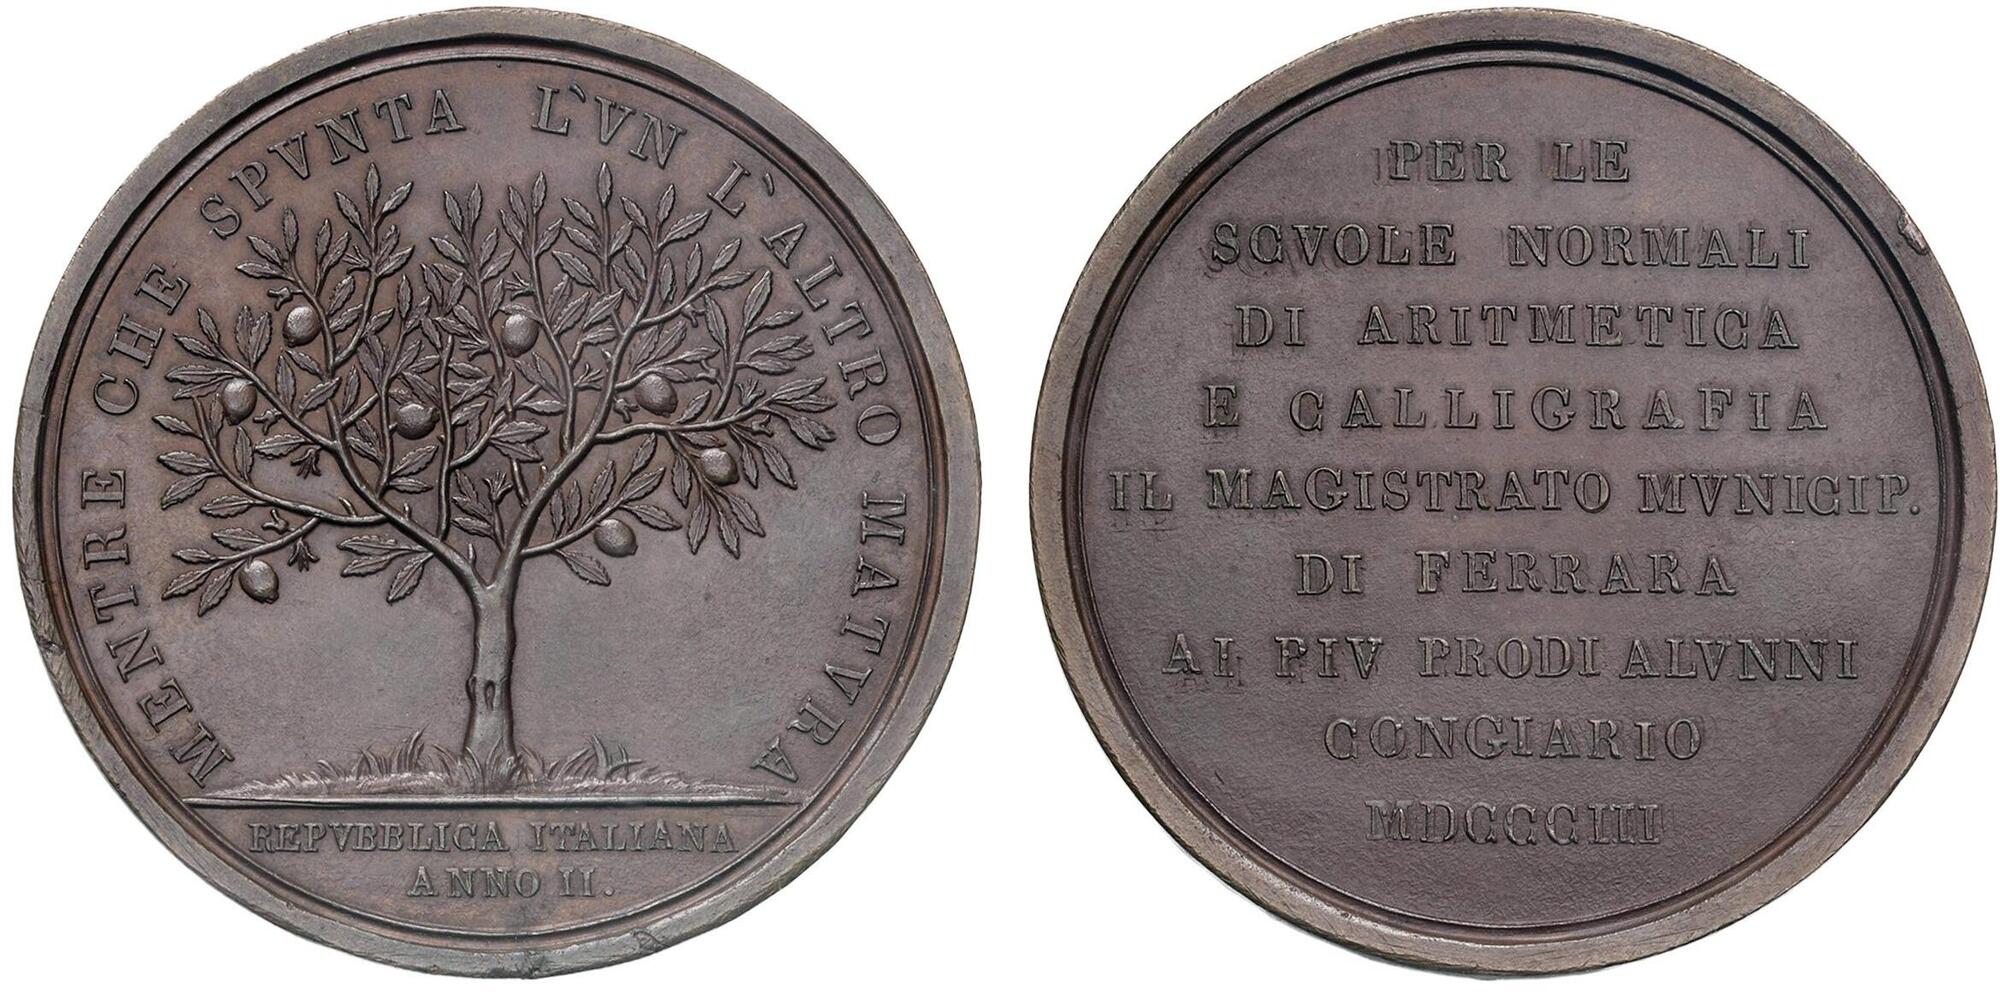 MENTRE CHE SPVNTA L'VN L'ALTRO MATVRA
REPVBBLICA ITALIANA
ANNO II.
PER LE
SCVOLE NORMALI
DI ARITMETICA
E CALLIGRAFIA
IL MAGISTRATO MVNICIP.
DI FERRARA
AI PIV PRODI ALVNNI
CONGIARIO
MDCCCIII